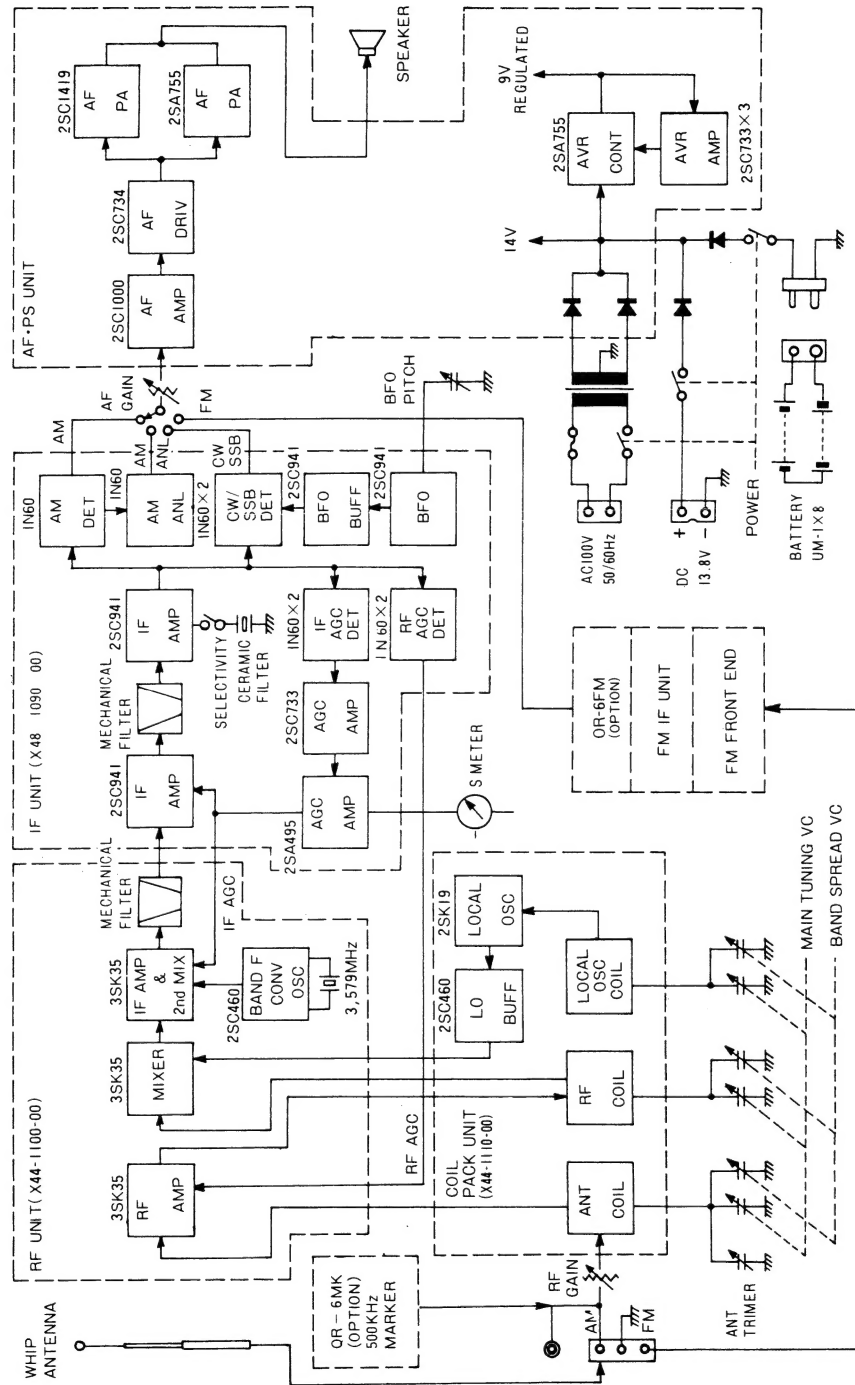 WHIP
ANTENNA
RF UNIT (X44-1100-00)
3SK35
RF
AMP
3SK35
MIXER
3SK35
IF AMP
&
2nd MIX
2SC460
BAND F
CONV
OSC
3,579MHz
MECHANICAL
FILTER
IF AGC
RF AGC
IF UNIT (X48 1090 00)
2SC941
IF
AMP
MECHANICAL
FILTER
2SC941
IF
AMP
SELECTIVITY
CERAMIC
FILTER
2SA495
AGC
AMP
2SC733
AGC
AMP
IN60×2
IF
AGC
DET
IN60×2
RF
AGC
DET
S METER
IN60
AM
DET
IN60
AM
ANL
IN60×2
CW/
SSB
DET
2SC941
BFO
BUFF
2SC941
BFO
BFO
PITCH
AM
AM
ANL
CW
SSB
FM
AF
GAIN
AF•PS UNIT
2SC1000
AF
AMP
2SC734
AF
DRIV
2SC1419
AF
PA
2SA755
AF
PA
SPEAKER
QR-6MK
(OPTION)
500KHz
MARKER
AM
FM
RF
GAIN
COIL
PACK UNIT
(X44-1110-00)
ANT
COIL
RF
COIL
LOCAL
OSC
COIL
2SC460
LO
BUFF
2SK19
LOCAL
OSC
ANT
TRIMER
MAIN TUNING VC
BAND SPREAD VC
QR-6FM
(OPTION)
FM IF UNIT
FM FRONT END
AC100V
50/60Hz
DC
13.8V
+
−
POWER
BATTERY
UM-1×8
14V
2SA755
AVR
CONT
9V
REGULATED
AVR
AMP
2SC733×3